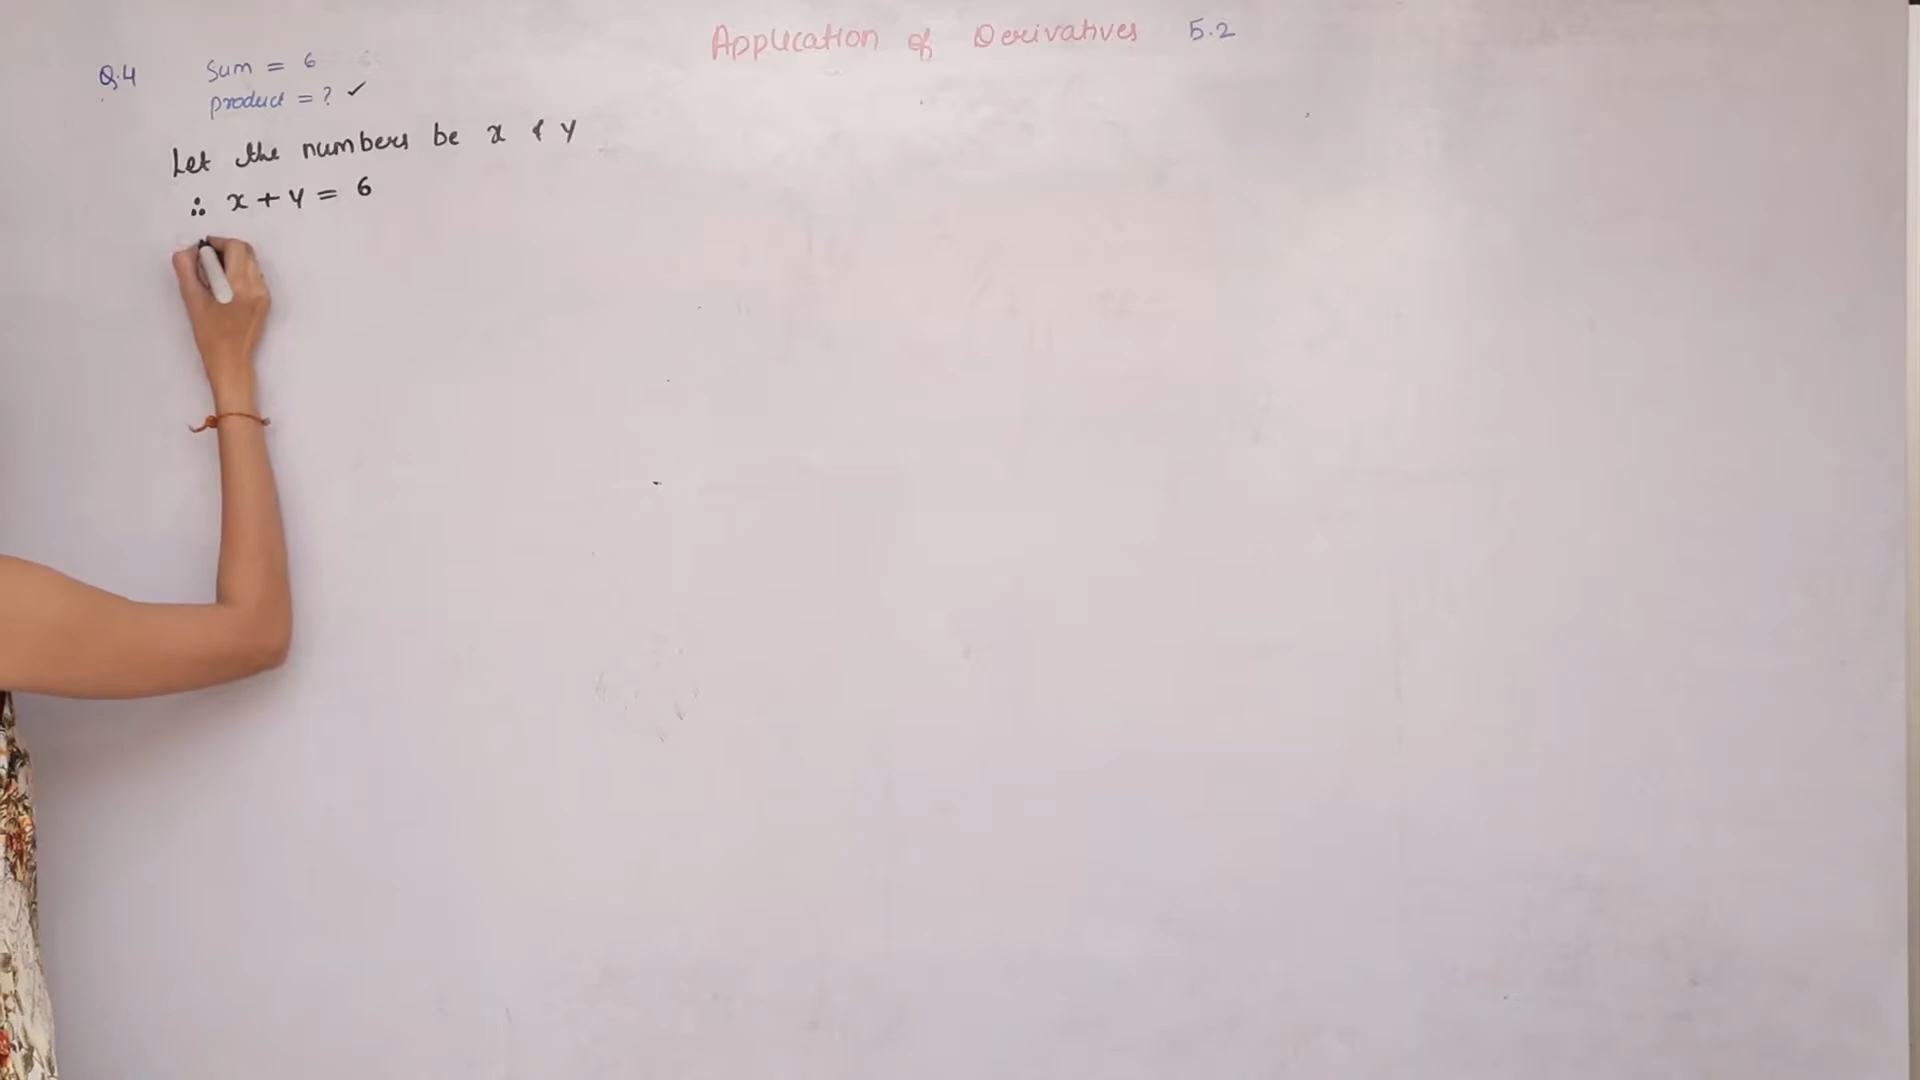 Application of Derivatives 5.2
Q.4 Sum = 6
product = ? ✓
Let the numbers be x & y
∴ x + y = 6